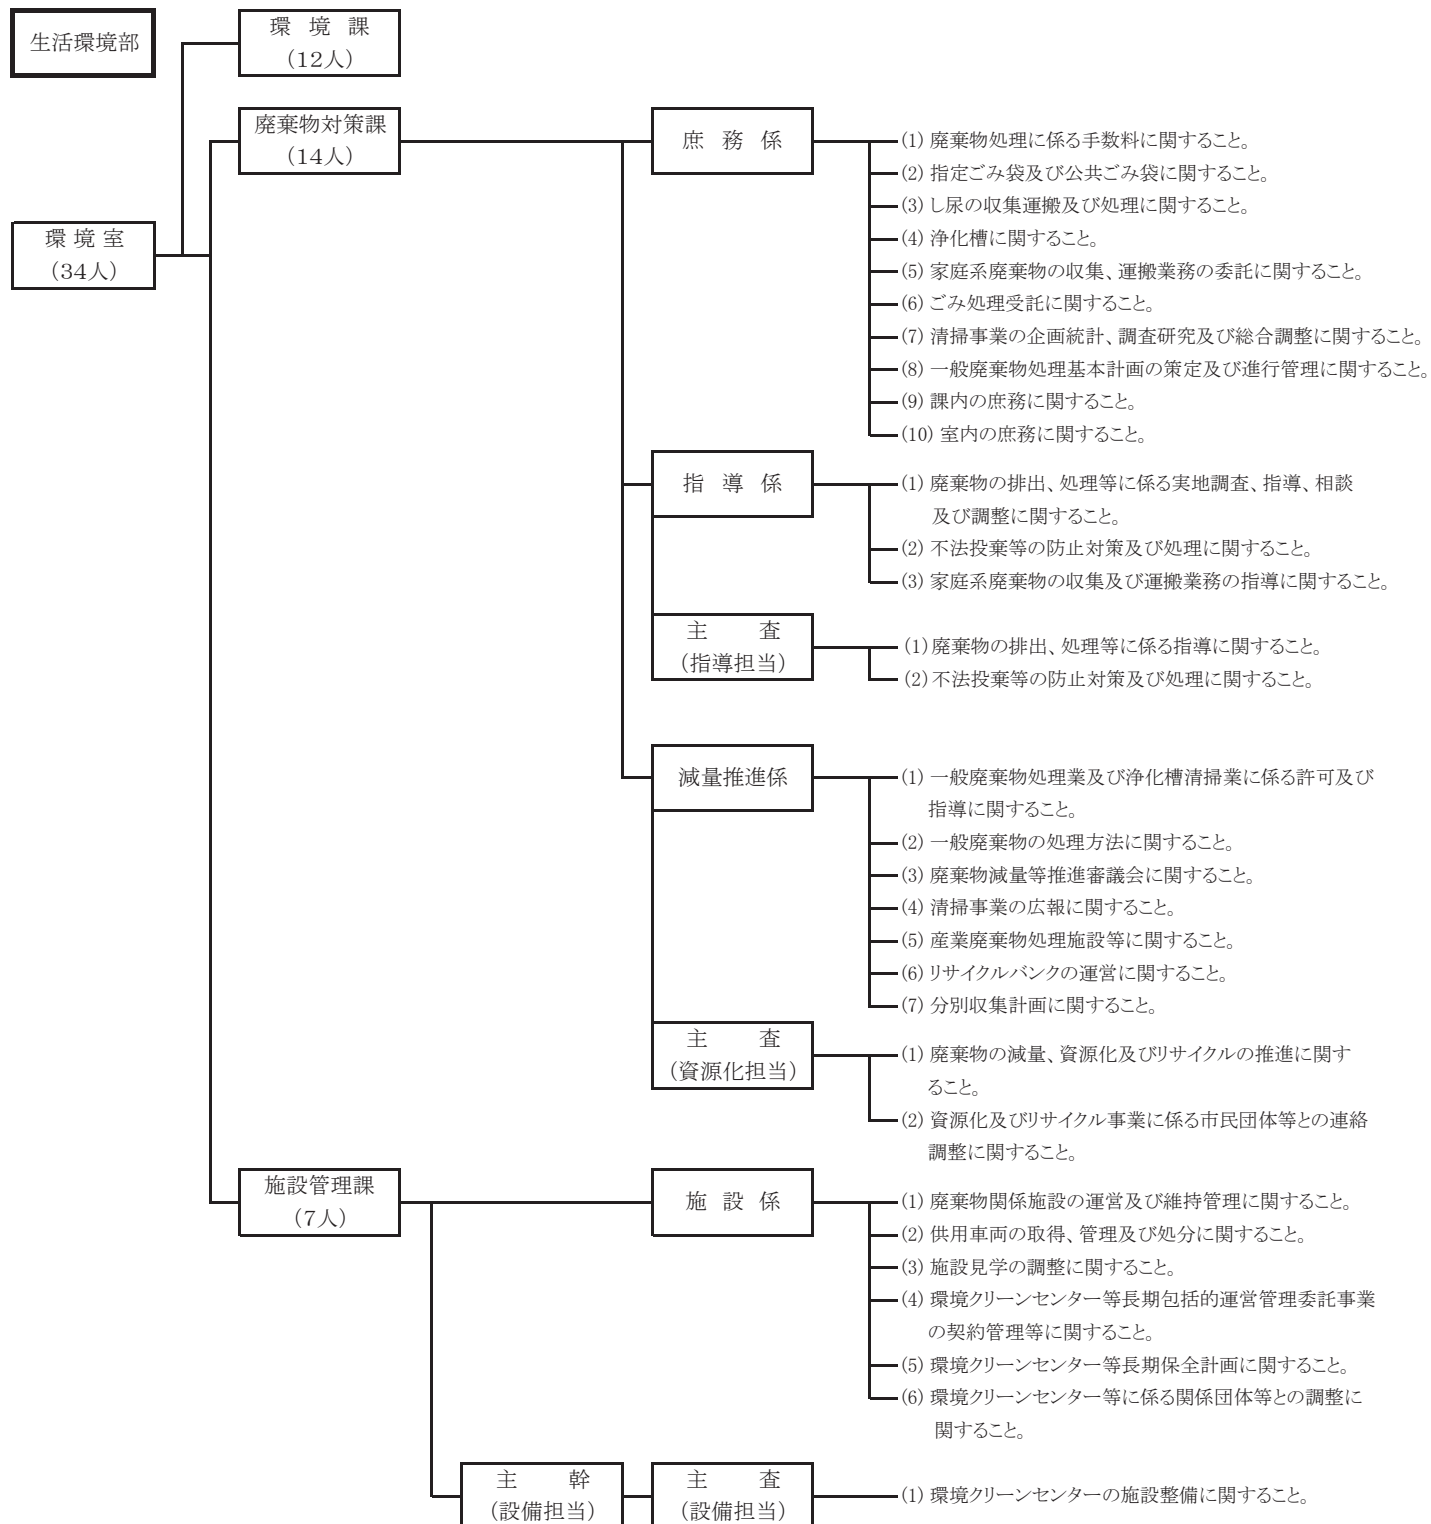 生活環境部
環 境 課
（12人）
廃棄物対策課
（14人）
環 境 室
（34人）
庶 務 係
(1) 廃棄物処理に係る手数料に関すること。
(2) 指定ごみ袋及び公共ごみ袋に関すること。
(3) し尿の収集運搬及び処理に関すること。
(4) 浄化槽に関すること。
(5) 家庭系廃棄物の収集、運搬業務の委託に関すること。
(6) ごみ処理受託に関すること。
(7) 清掃事業の企画統計、調査研究及び総合調整に関すること。
(8) 一般廃棄物処理基本計画の策定及び進行管理に関すること。
(9) 課内の庶務に関すること。
(10) 室内の庶務に関すること。
指 導 係
(1) 廃棄物の排出、処理等に係る実地調査、指導、相談
及び調整に関すること。
(2) 不法投棄等の防止対策及び処理に関すること。
(3) 家庭系廃棄物の収集及び運搬業務の指導に関すること。
主 査
（指導担当）
(1)廃棄物の排出、処理等に係る指導に関すること。
(2)不法投棄等の防止対策及び処理に関すること。
減量推進係
(1) 一般廃棄物処理業及び浄化槽清掃業に係る許可及び
指導に関すること。
(2) 一般廃棄物の処理方法に関すること。
(3) 廃棄物減量等推進審議会に関すること。
(4) 清掃事業の広報に関すること。
(5) 産業廃棄物処理施設等に関すること。
(6) リサイクルバンクの運営に関すること。
(7) 分別収集計画に関すること。
主 査
（資源化担当）
(1) 廃棄物の減量、資源化及びリサイクルの推進に関す
ること。
(2) 資源化及びリサイクル事業に係る市民団体等との連絡
調整に関すること。
施設管理課
（7人）
施 設 係
(1) 廃棄物関係施設の運営及び維持管理に関すること。
(2) 供用車両の取得、管理及び処分に関すること。
(3) 施設見学の調整に関すること。
(4) 環境クリーンセンター等長期包括的運営管理委託事業
の契約管理等に関すること。
(5) 環境クリーンセンター等長期保全計画に関すること。
(6) 環境クリーンセンター等に係る関係団体等との調整に
関すること。
主 幹
（設備担当）
主 査
（設備担当）
(1) 環境クリーンセンターの施設整備に関すること。